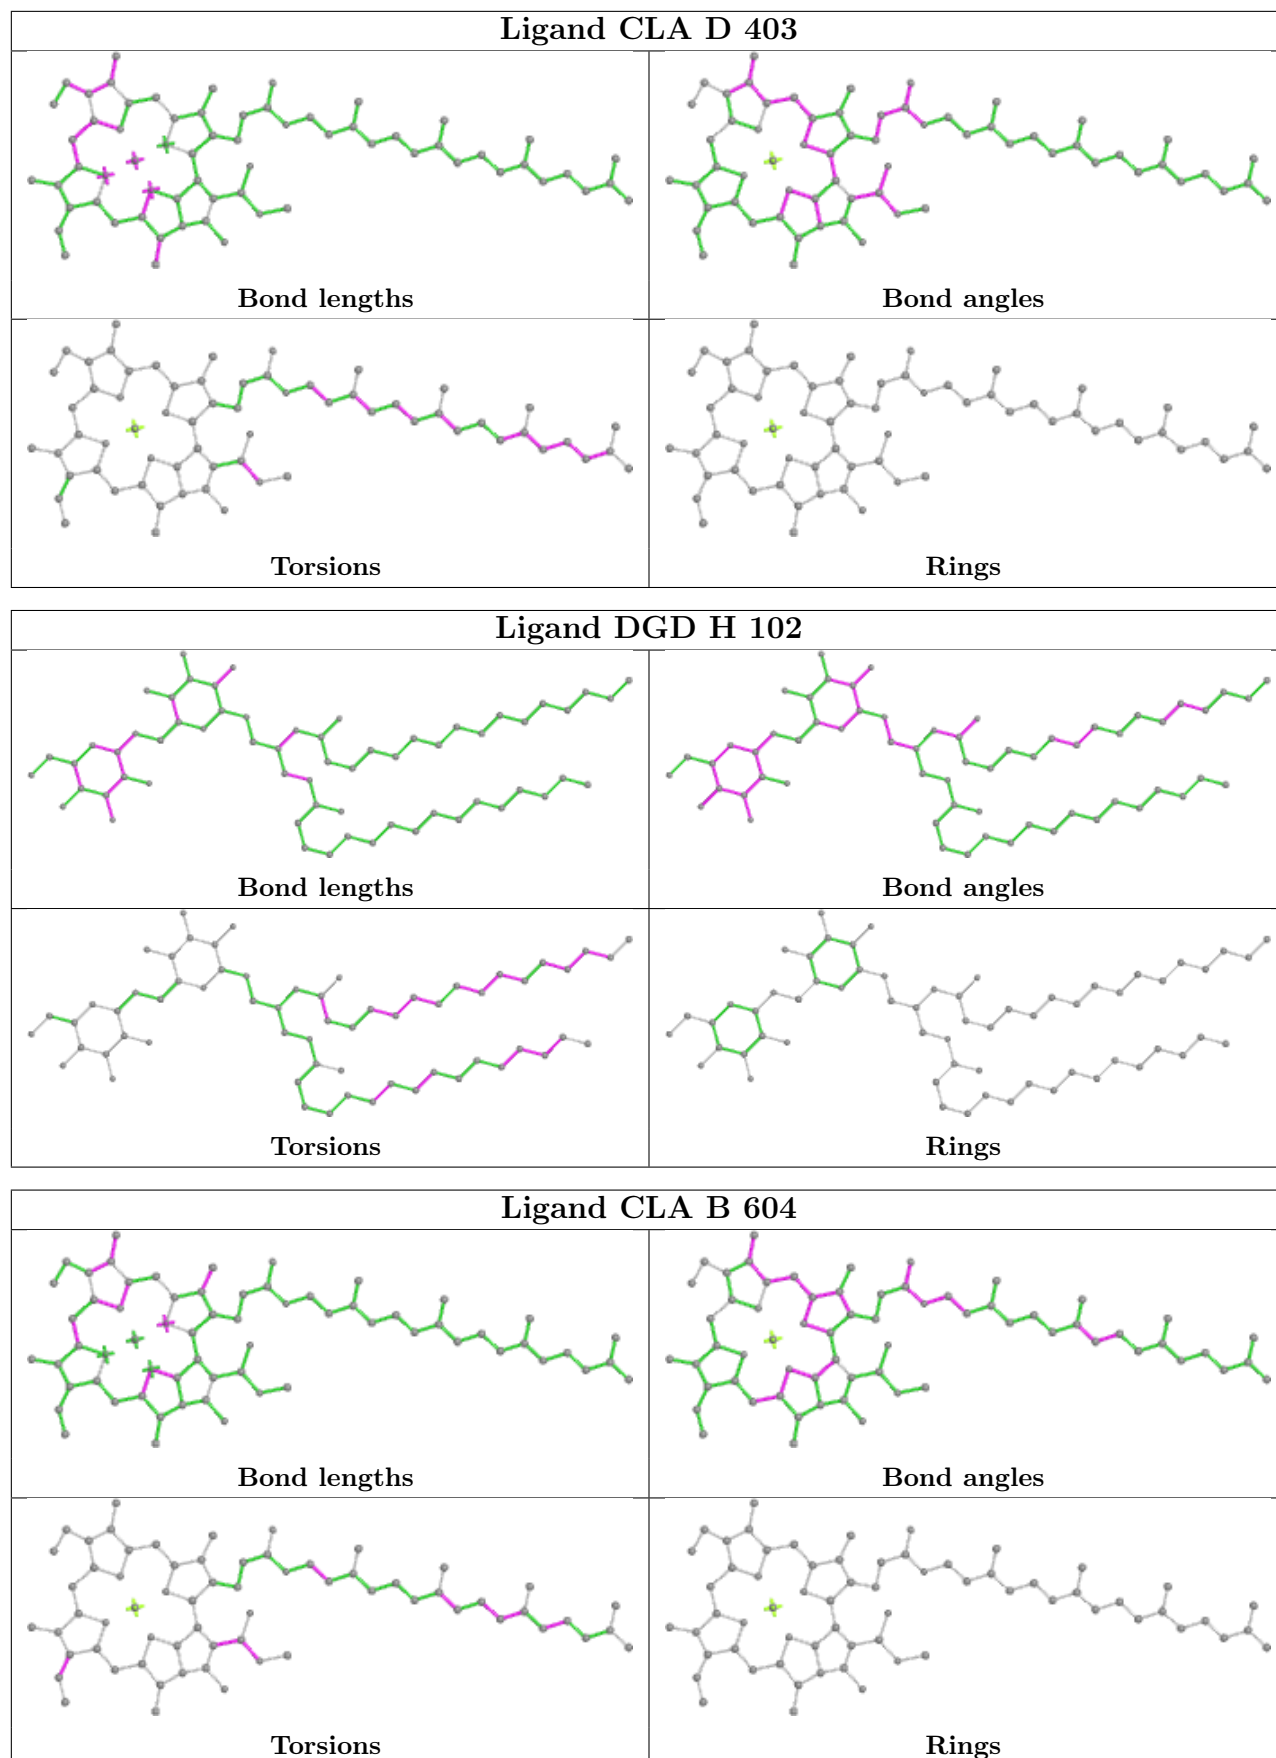 Ligand CLA D 403
Bond lengths
Bond angles
Torsions
Rings
Ligand DGD H 102
Bond lengths
Bond angles
Torsions
Rings
Ligand CLA B 604
Bond lengths
Bond angles
Torsions
Rings